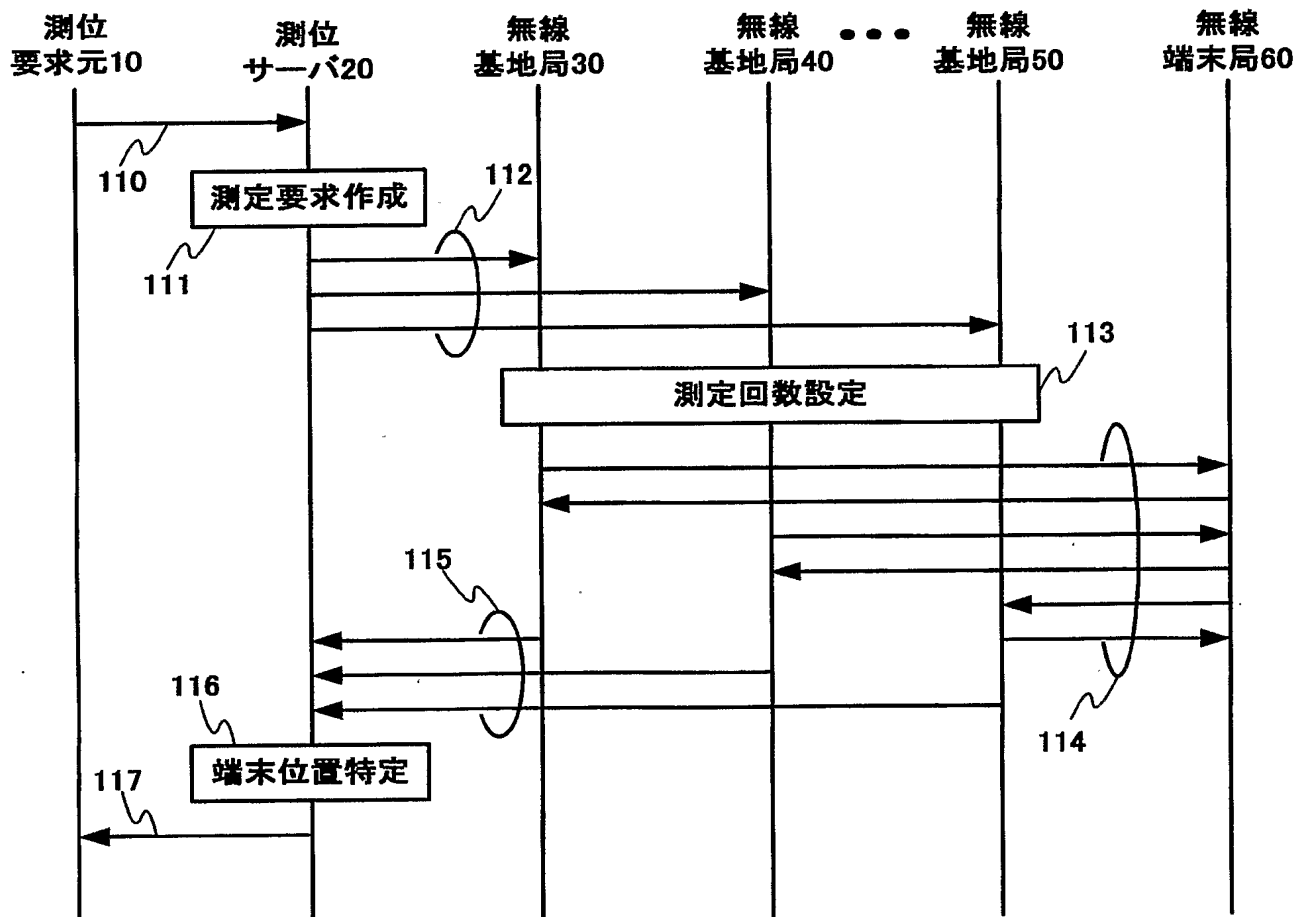 測位
要求元10
測位
サーバ20
無線
基地局30
無線
基地局40
•••
無線
基地局50
無線
端末局60
110
測定要求作成
111
112
113
測定回数設定
114
115
116
端末位置特定
117